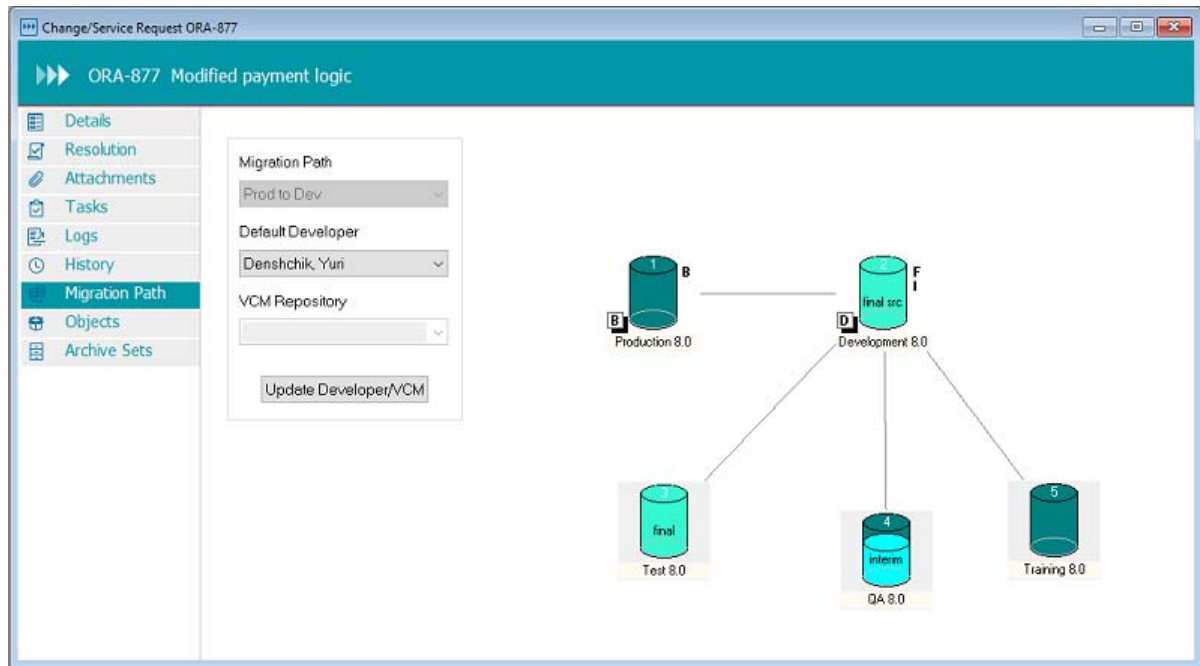 Change/Service Request ORA-877
ORA-877 Modified payment logic
Details
Resolution
Attachments
Tasks
Logs
History
Migration Path
Objects
Archive Sets
Migration Path
Prod to Dev
Default Developer
Denshchik, Yuri
VCM Repository
Update Developer/VCM
1
B
B
Production 8.0
2
F
I
final src
D
Development 8.0
3
final
Test 8.0
4
interim
QA 8.0
5
Training 8.0